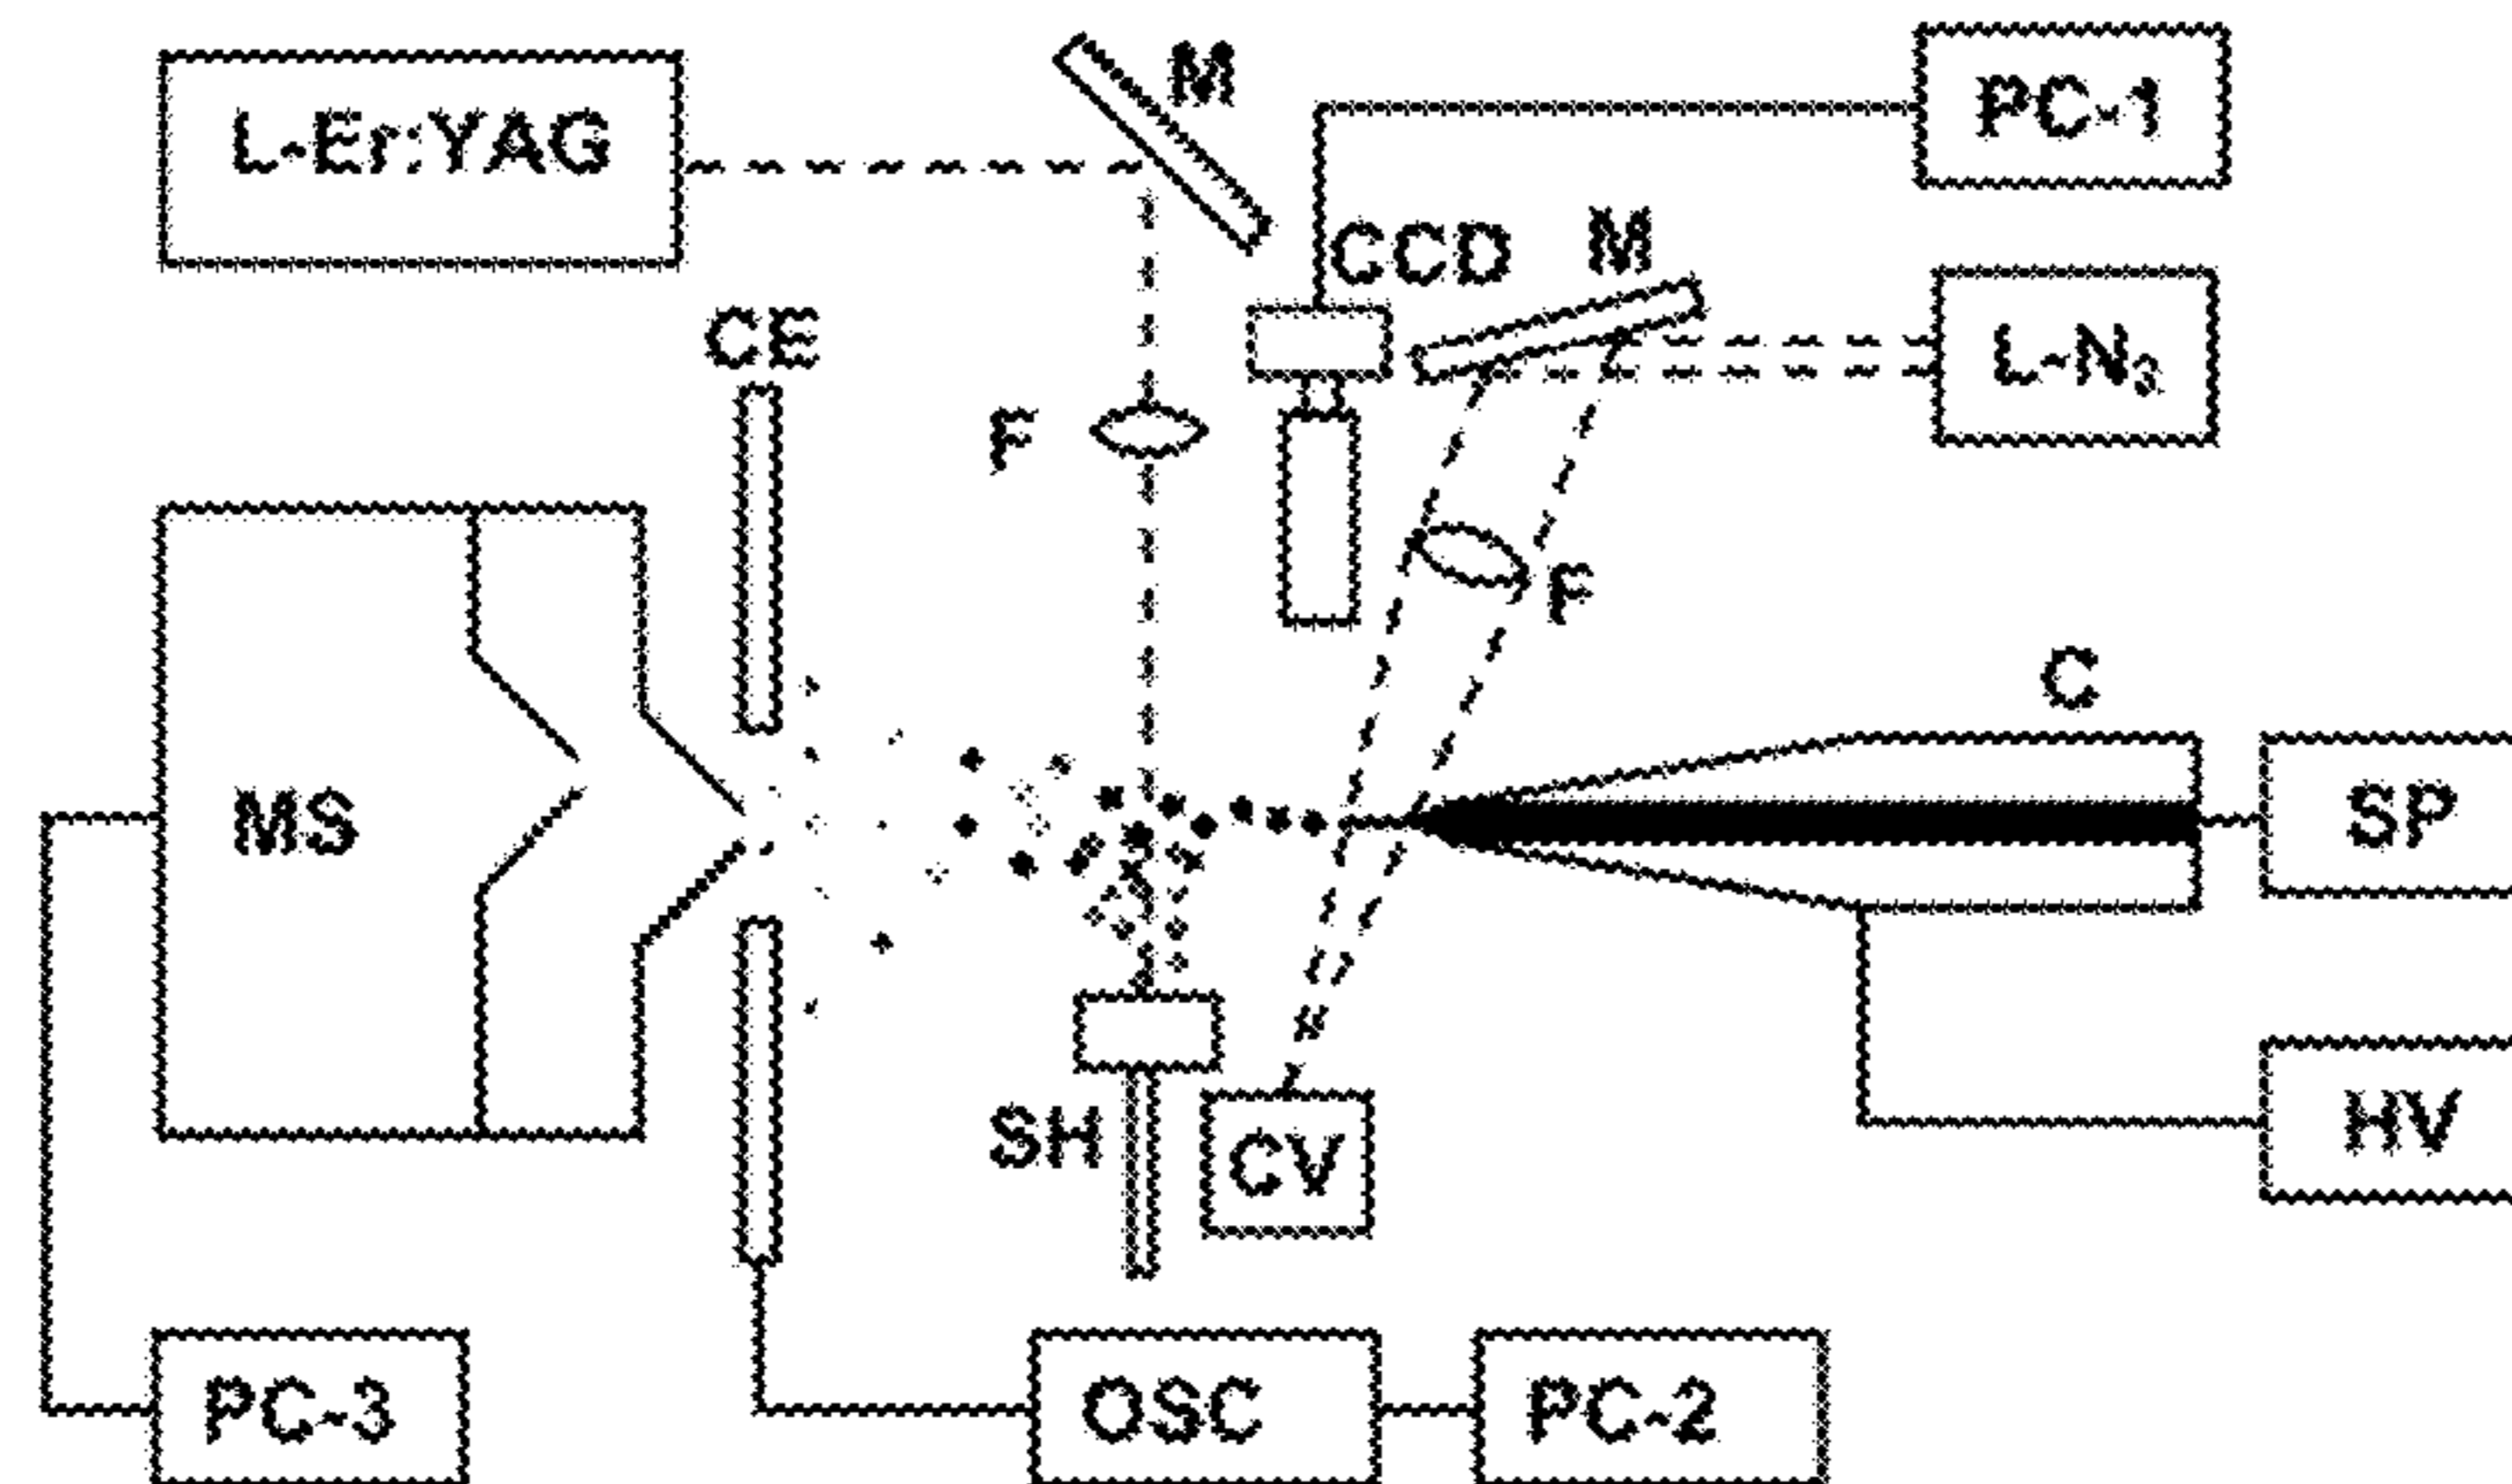 M
PC-1
L-Er:YAG
CCD M
CE
L-N3
F
F
C
MS
SP
SH
CV
HV
PC-3
OSC
PC-2